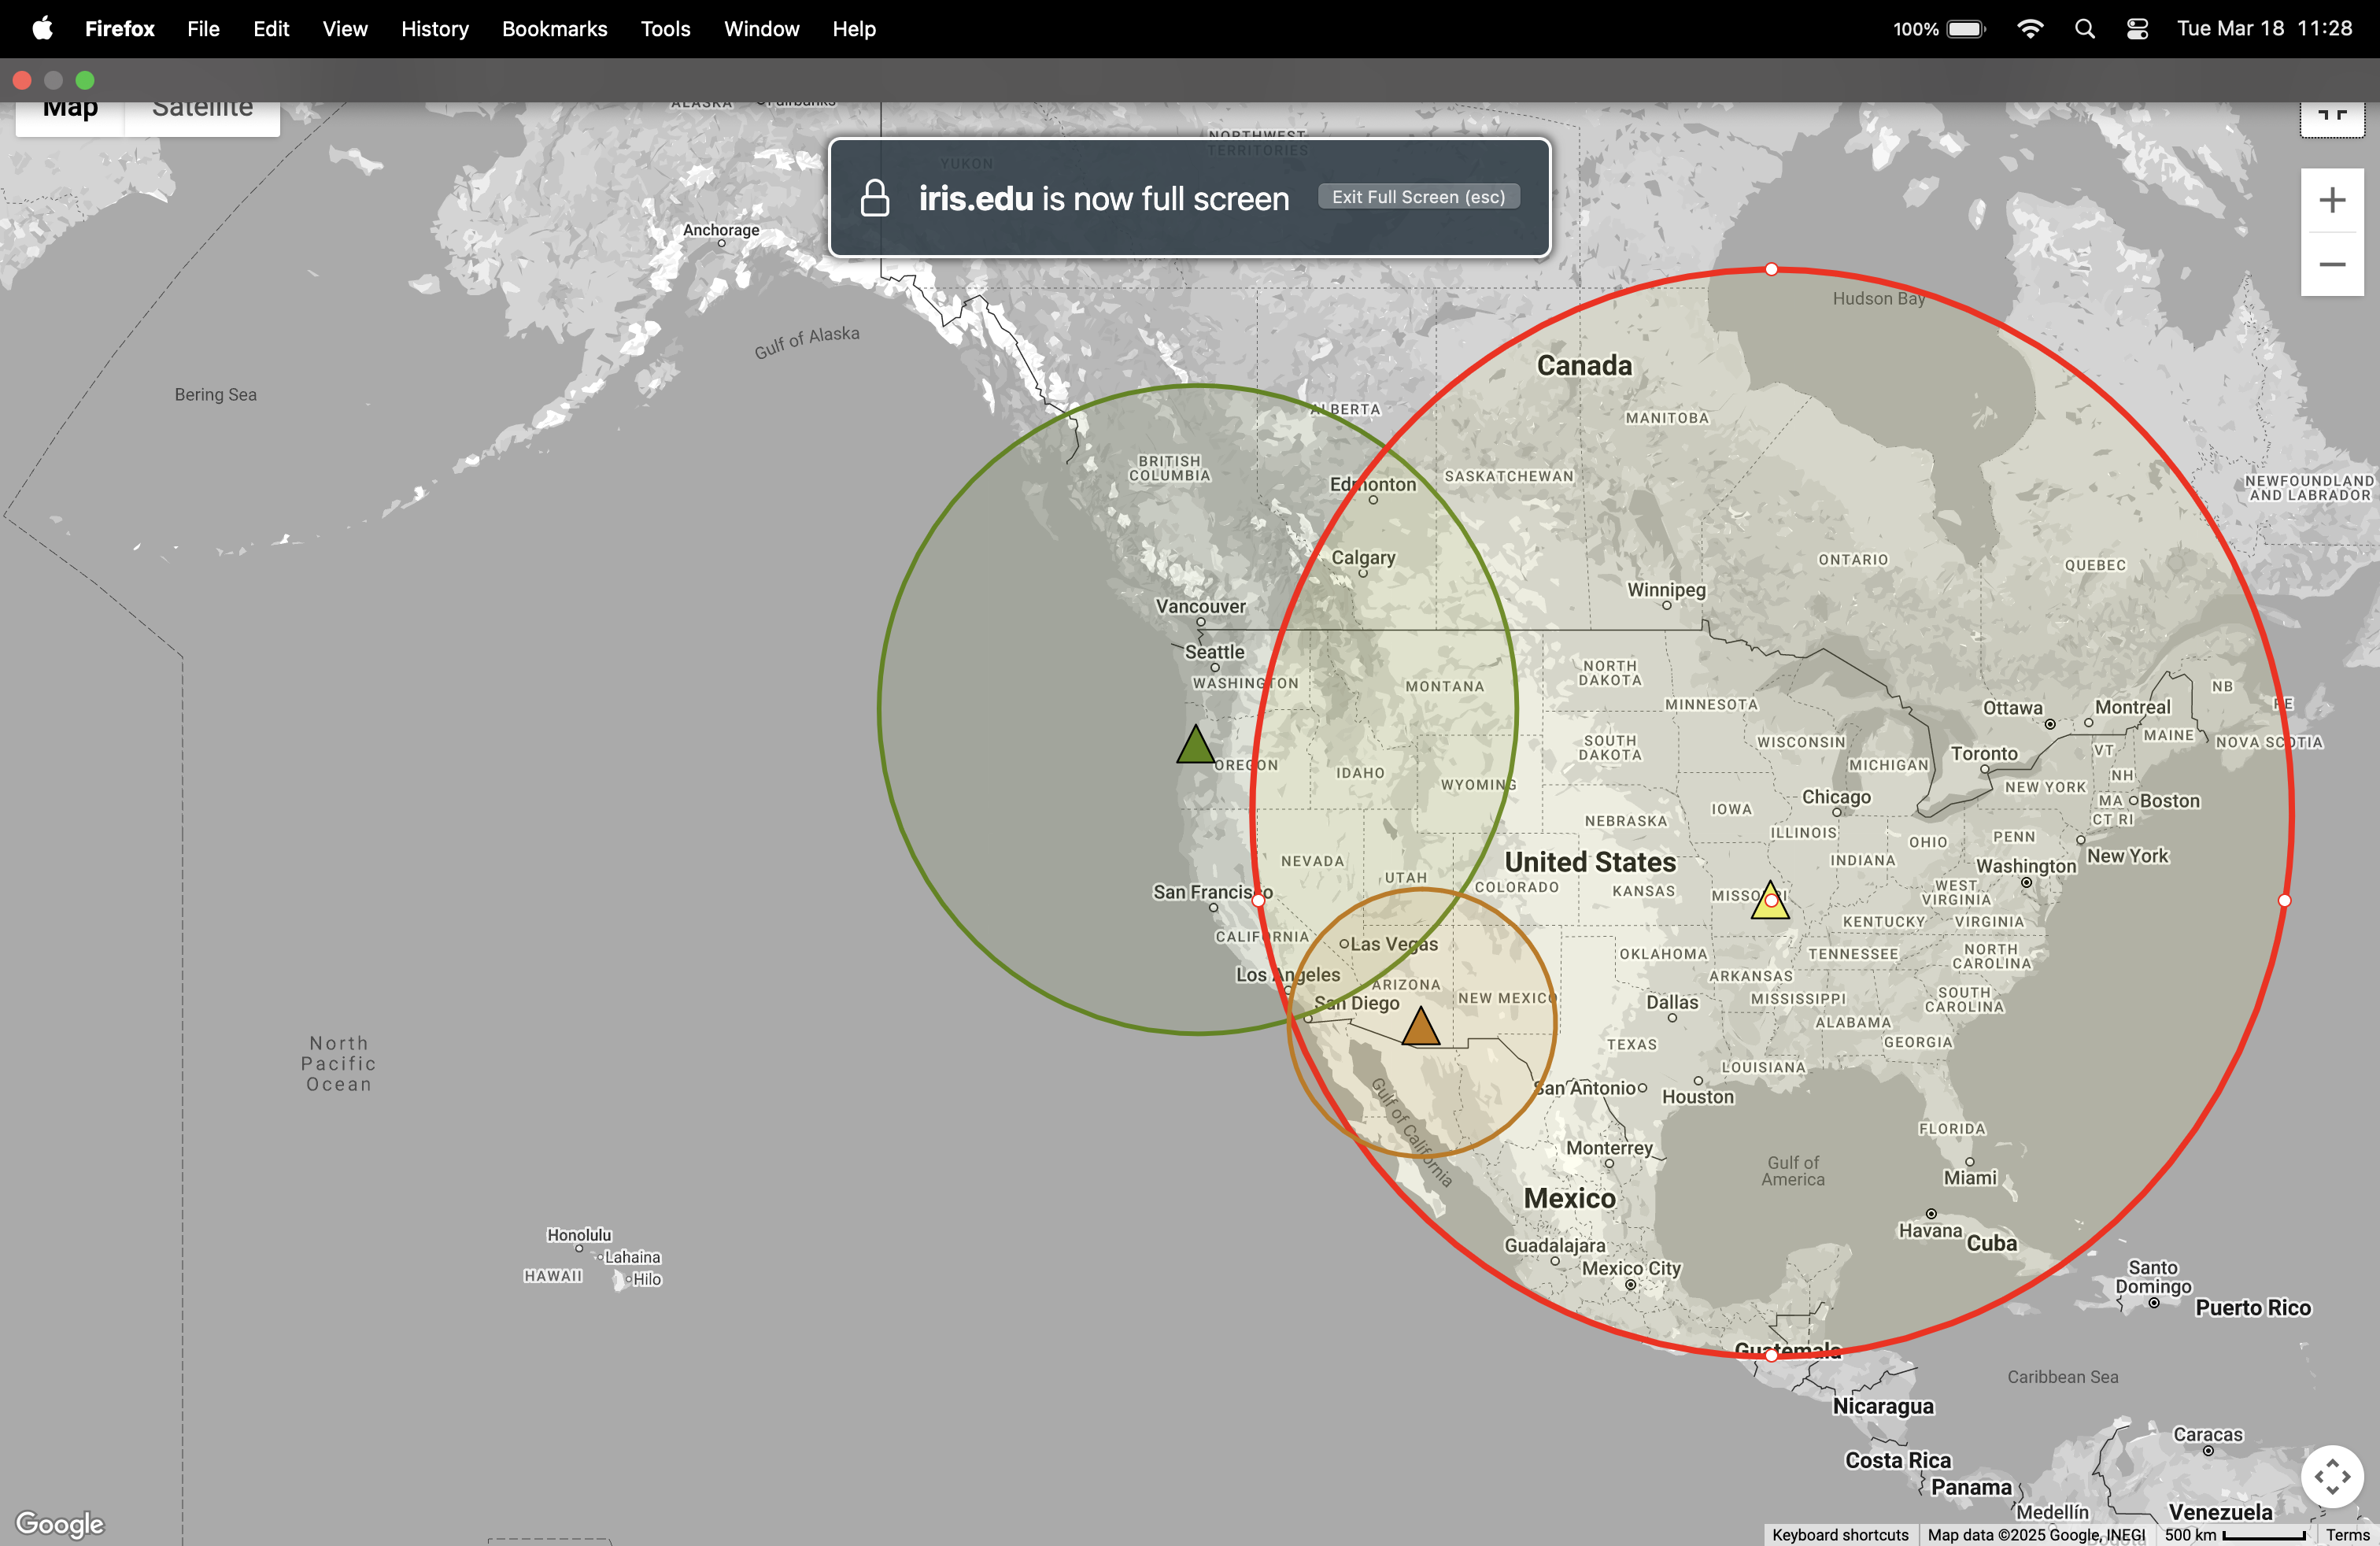 Firefox File Edit View History Bookmarks Tools Window Help
100% Tue Mar 18 11:28
Map Satellite
ALASKA
Fairbanks
NORTHWEST
TERRITORIES
YUKON
iris.edu is now full screen
Exit Full Screen (esc)
Anchorage
Hudson Bay
Gulf of Alaska
Canada
Bering Sea
ALBERTA
MANITOBA
BRITISH
COLUMBIA
Edmonton
SASKATCHEWAN
NEWFOUNDLAND
AND LABRADOR
Calgary
ONTARIO
QUEBEC
Winnipeg
Vancouver
Seattle
WASHINGTON
MONTANA
NORTH
DAKOTA
MINNESOTA
NB
PE
Ottawa
Montreal
MAINE
NOVA SCOTIA
SOUTH
DAKOTA
WISCONSIN
MICHIGAN
Toronto
VT
NH
OREGON
IDAHO
WYOMING
NEW YORK
MA
Boston
CT RI
IOWA
Chicago
NEBRASKA
ILLINOIS
OHIO
PENN
INDIANA
New York
NEVADA
UTAH
United States
COLORADO
KANSAS
MISSOURI
Washington
WEST
VIRGINIA
KENTUCKY
VIRGINIA
San Francisco
CALIFORNIA
Las Vegas
OKLAHOMA
TENNESSEE
NORTH
CAROLINA
Los Angeles
ARIZONA
NEW MEXICO
ARKANSAS
San Diego
Dallas
MISSISSIPPI
SOUTH
CAROLINA
ALABAMA
GEORGIA
TEXAS
LOUISIANA
San Antonio
Houston
North
Pacific
Ocean
Gulf of California
FLORIDA
Monterrey
Gulf of
America
Miami
Mexico
Havana
Cuba
Guadalajara
Mexico City
Honolulu
Lahaina
HAWAII
Hilo
Santo
Domingo
Puerto Rico
Guatemala
Caribbean Sea
Nicaragua
Caracas
Costa Rica
Panama
Medellín
Venezuela
Bogotá
Google
Keyboard shortcuts
Map data ©2025 Google, INEGI
500 km
Terms